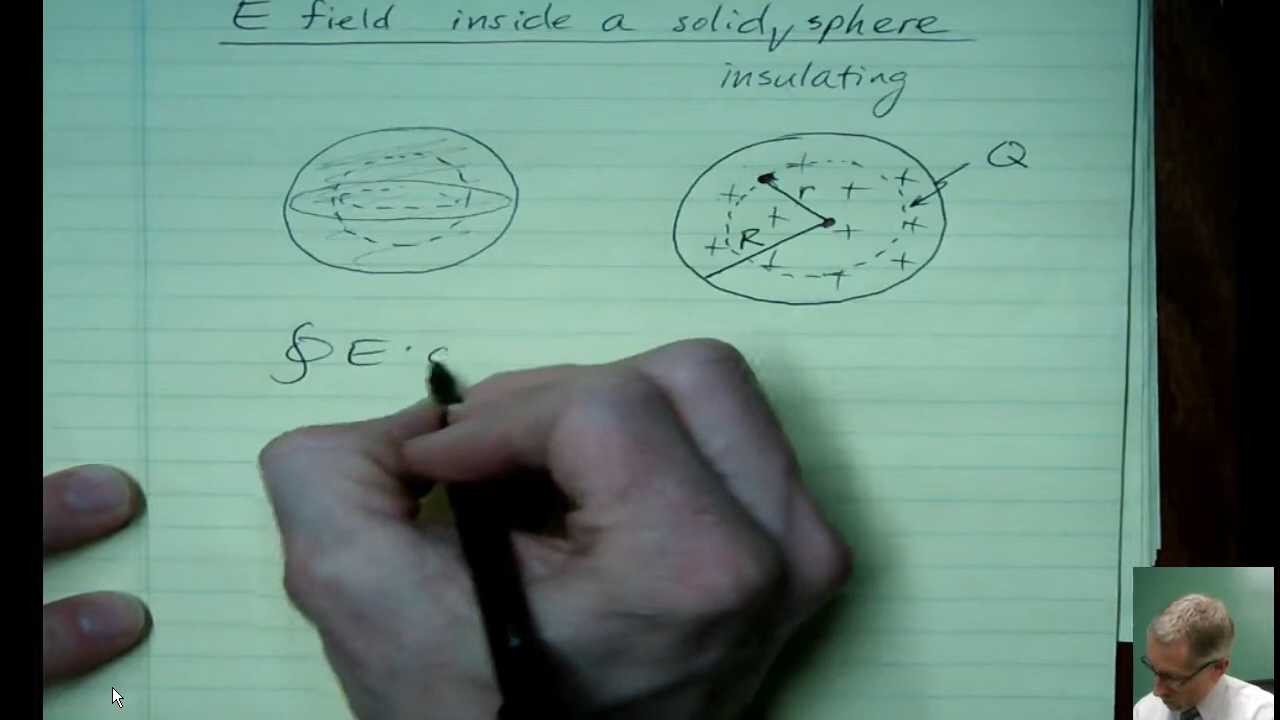 E field inside a solid sphere
insulating
Q
r
R
∮ E ·